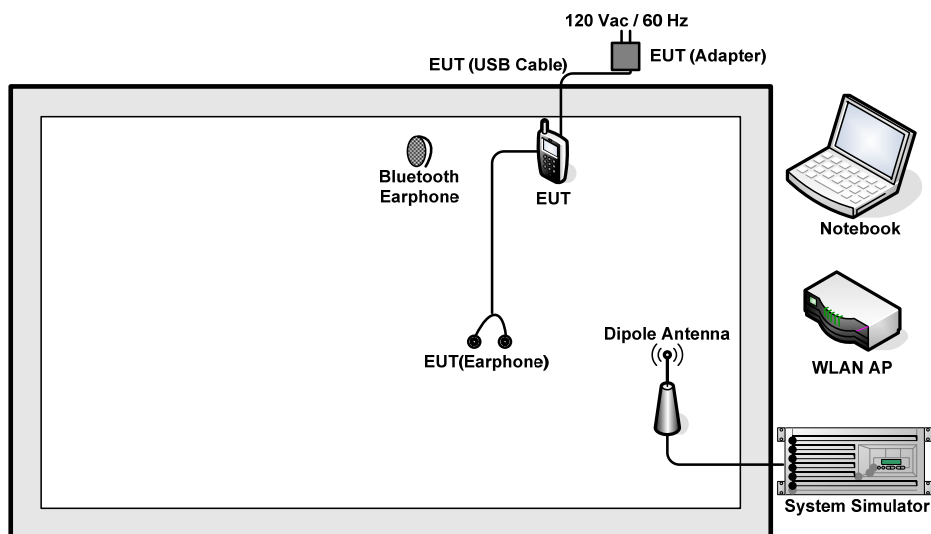 120 Vac / 60 Hz
EUT (USB Cable)
EUT (Adapter)
Bluetooth
Earphone
EUT
Notebook
EUT(Earphone)
Dipole Antenna
WLAN AP
System Simulator